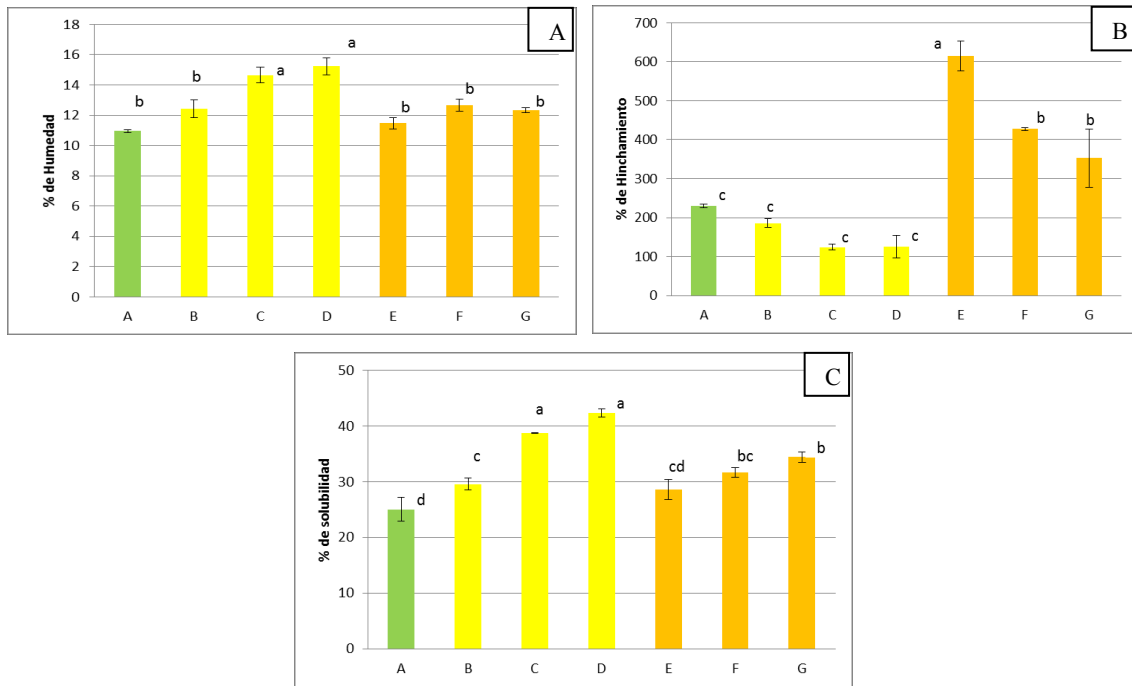 A
% de Humedad
18
16
14
12
10
8
6
4
2
0
b
b
a
a
b
b
b
A
B
C
D
E
F
G
B
% de Hinchamiento
700
600
500
400
300
200
100
0
c
c
c
c
a
b
b
A
B
C
D
E
F
G
C
% de solubilidad
50
40
30
20
10
0
d
c
a
a
cd
bc
b
A
B
C
D
E
F
G